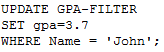 UPDATE GPA-FILTER
SET gpa=3.7
WHERE Name = 'John';